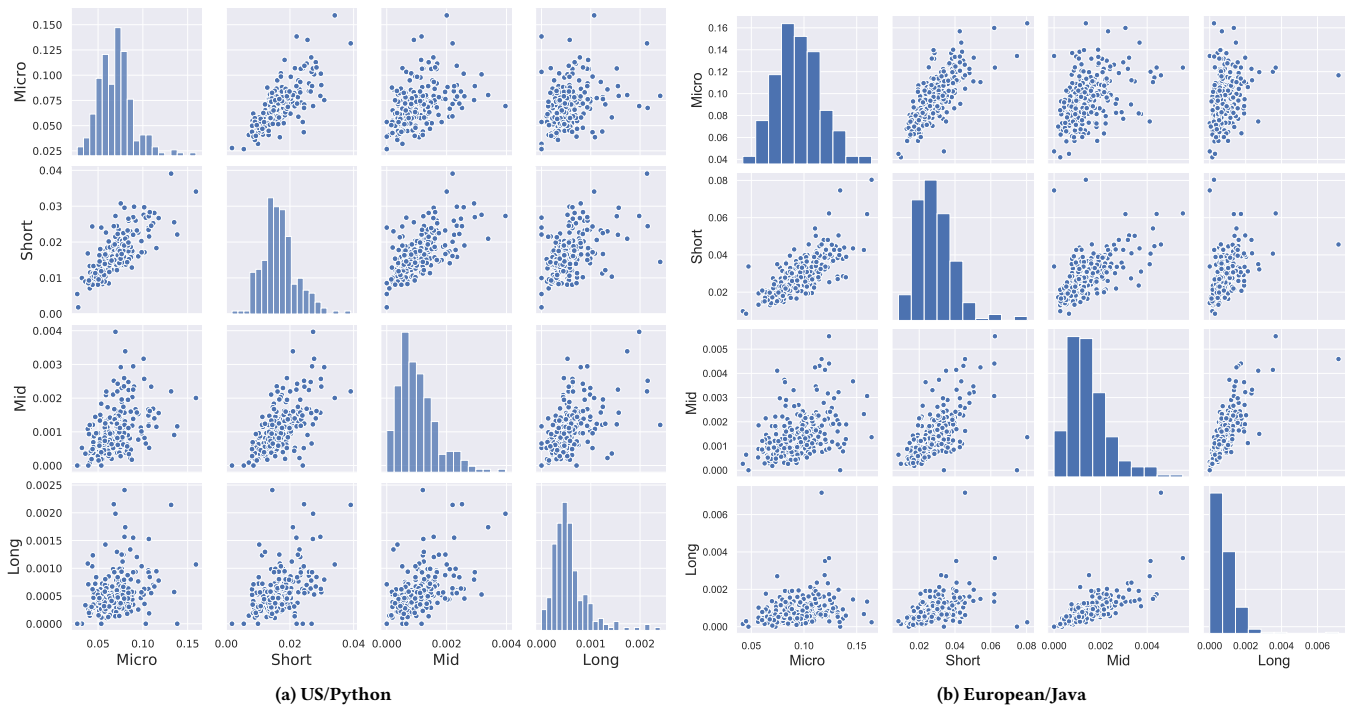 0.150
0.125
0.100
0.075
0.050
0.025
Micro
0.04
0.03
0.02
0.01
0.00
Short
0.004
0.003
0.002
0.001
0.000
Mid
0.0025
0.0020
0.0015
0.0010
0.0005
0.0000
Long
0.05 0.10 0.15
Micro
0.00 0.02 0.04
Short
0.000 0.002 0.004
Mid
0.000 0.001 0.002
Long
(a) US/Python
0.16
0.14
0.12
0.10
0.08
0.06
0.04
Micro
0.08
0.06
0.04
0.02
Short
0.005
0.004
0.003
0.002
0.001
0.000
Mid
0.006
0.004
0.002
0.000
Long
0.05 0.10 0.15
Micro
0.02 0.04 0.06 0.08
Short
0.000 0.002 0.004
Mid
0.000 0.002 0.004 0.006
Long
(b) European/Java